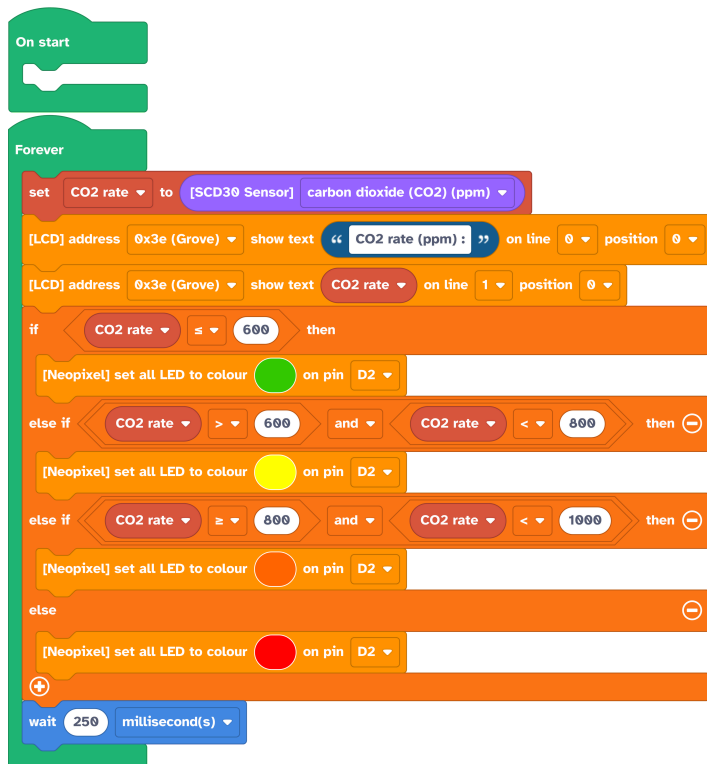 On start
Forever
set CO2 rate to [SCD30 Sensor] carbon dioxide (CO2) (ppm)
[LCD] address 0x3e (Grove) show text “ CO2 rate (ppm) : ” on line 0 position 0
[LCD] address 0x3e (Grove) show text CO2 rate on line 1 position 0
if CO2 rate ≤ 600 then
[Neopixel] set all LED to colour on pin D2
else if CO2 rate > 600 and CO2 rate < 800 then
[Neopixel] set all LED to colour on pin D2
else if CO2 rate ≥ 800 and CO2 rate < 1000 then
[Neopixel] set all LED to colour on pin D2
else
[Neopixel] set all LED to colour on pin D2
wait 250 millisecond(s)